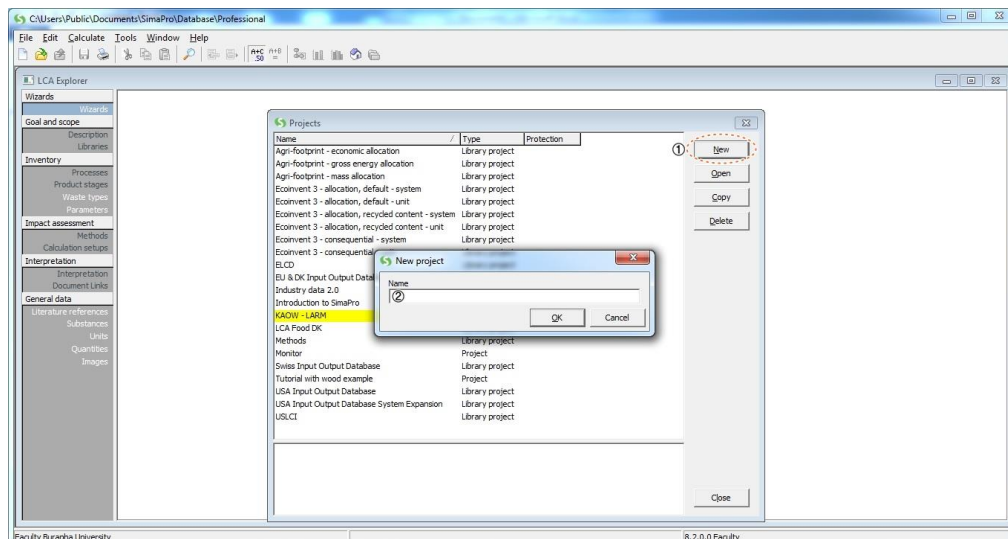 C:\Users\Public\Documents\SimaPro\Database\Professional
File Edit Calculate Tools Window Help
A+C .50 A+B =
LCA Explorer
Wizards
Wizards
Goal and scope
Description
Libraries
Inventory
Processes
Product stages
Waste types
Parameters
Impact assessment
Methods
Calculation setups
Interpretation
Interpretation
Document Links
General data
Literature references
Substances
Units
Quantities
Images
Projects
Name / Type Protection
Agri-footprint - economic allocation Library project
Agri-footprint - gross energy allocation Library project
Agri-footprint - mass allocation Library project
Ecoinvent 3 - allocation, default - system Library project
Ecoinvent 3 - allocation, default - unit Library project
Ecoinvent 3 - allocation, recycled content - system Library project
Ecoinvent 3 - allocation, recycled content - unit Library project
Ecoinvent 3 - consequential - system Library project
Ecoinvent 3 - consequential
ELCD
EU & DK Input Output Data
Industry data 2.0
Introduction to SimaPro
KAOW - LARM
LCA Food DK
Methods Library project
Monitor Project
Swiss Input Output Database Library project
Tutorial with wood example Project
USA Input Output Database Library project
USA Input Output Database System Expansion Library project
USLCI Library project
① New
Open
Copy
Delete
Close
New project
Name
②
OK Cancel
Faculty Burapha University 8.2.0.0 Faculty